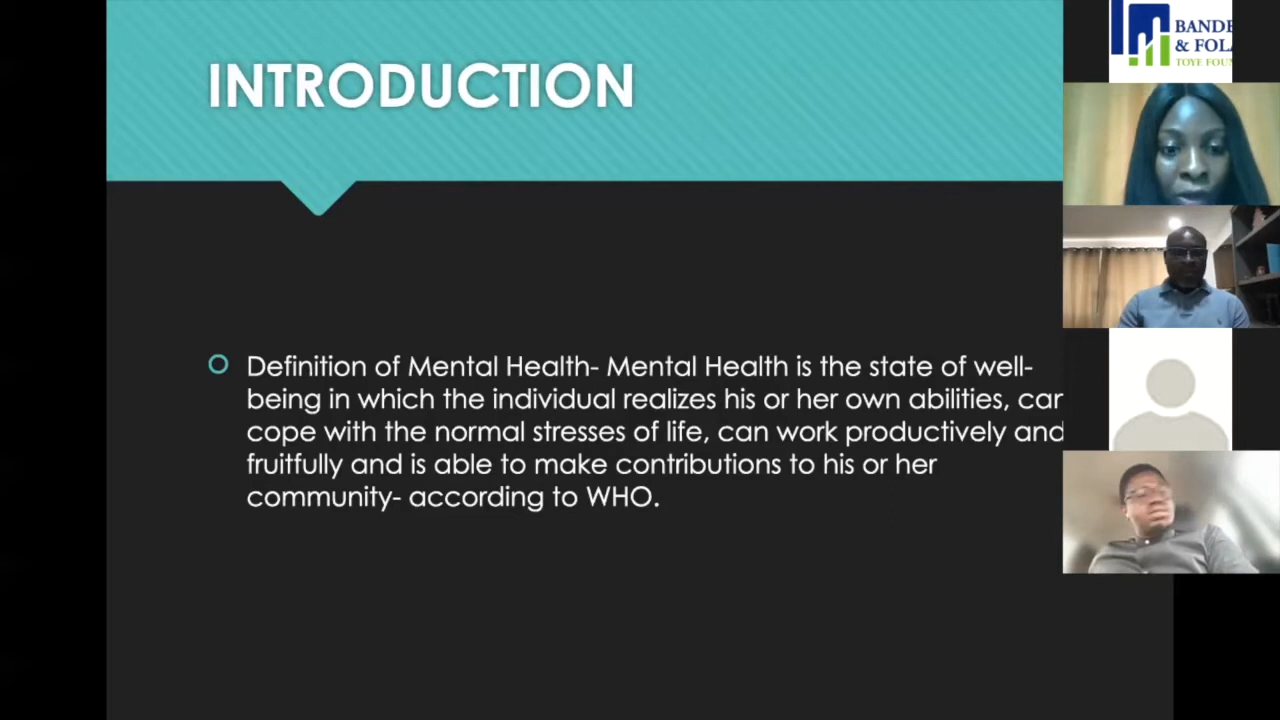 INTRODUCTION
Definition of Mental Health- Mental Health is the state of well-
being in which the individual realizes his or her own abilities, can
cope with the normal stresses of life, can work productively and
fruitfully and is able to make contributions to his or her
community- according to WHO.
BANDE
& FOLA
TOYE FOUN